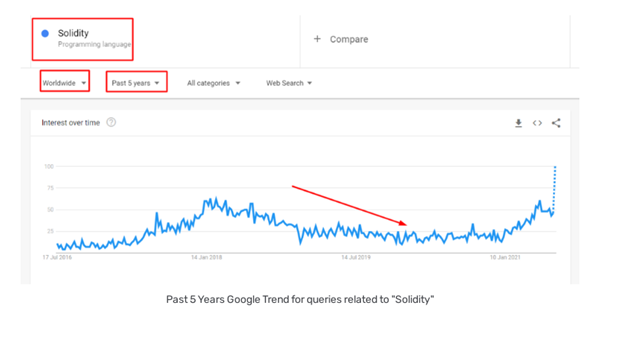 Solidity
Programming language
+ Compare
Worldwide
Past 5 years
All categories
Web Search
Interest over time
100
75
50
25
17 Jul 2016
14 Jan 2018
14 Jul 2019
10 Jan 2021
Past 5 Years Google Trend for queries related to "Solidity"